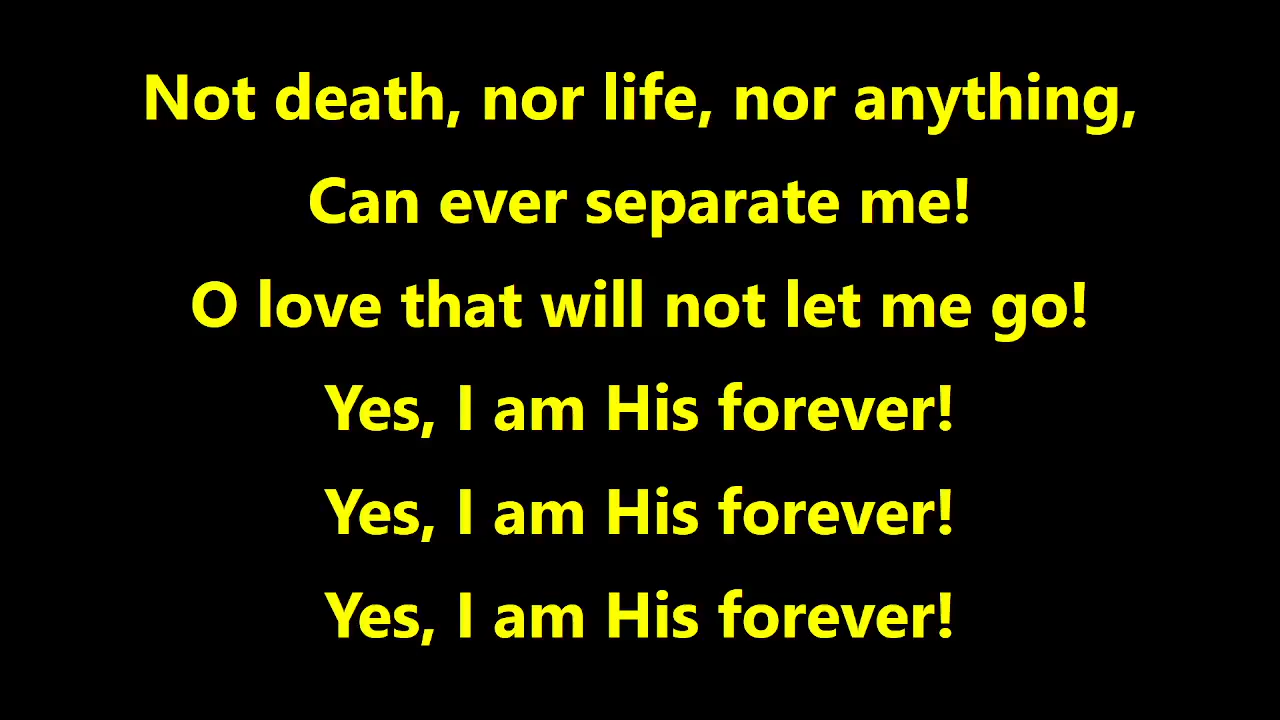 Not death, nor life, nor anything,
Can ever separate me!
O love that will not let me go!
Yes, I am His forever!
Yes, I am His forever!
Yes, I am His forever!